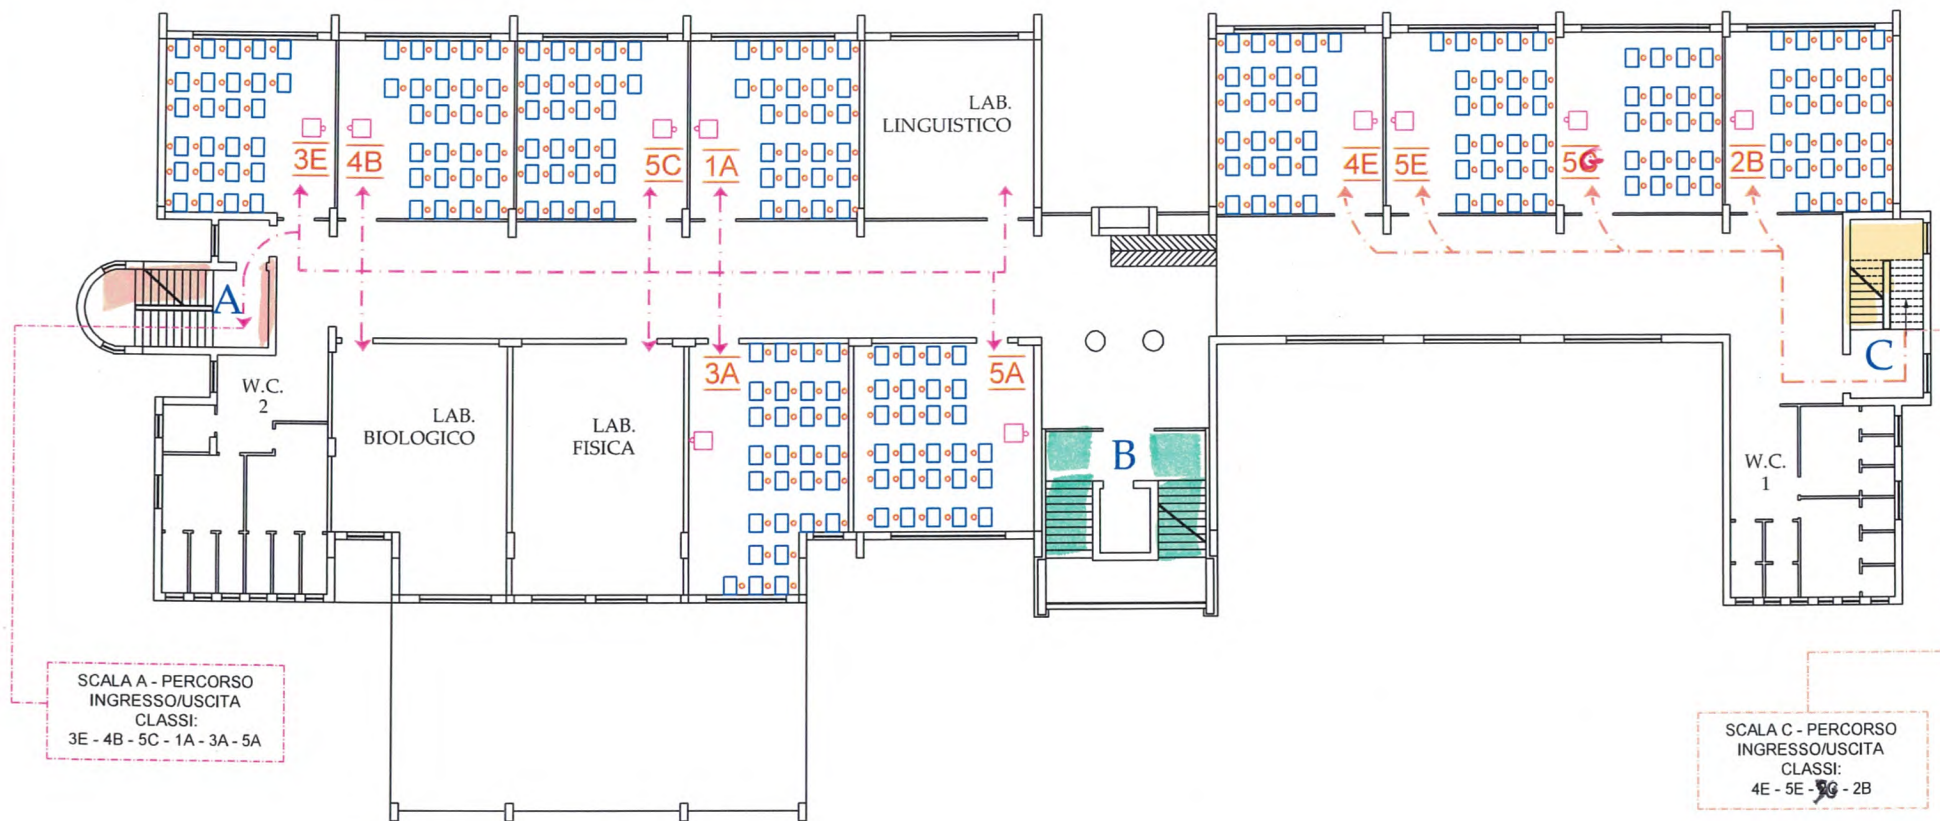 LAB.
LINGUISTICO
3E
4B
5C
1A
4E
5E
5G
2B
A
C
3A
5A
W.C.
2
LAB.
BIOLOGICO
LAB.
FISICA
B
W.C.
1
SCALA A - PERCORSO
INGRESSO/USCITA
CLASSI:
3E - 4B - 5C - 1A - 3A - 5A
SCALA C - PERCORSO
INGRESSO/USCITA
CLASSI:
4E - 5E - - 2B